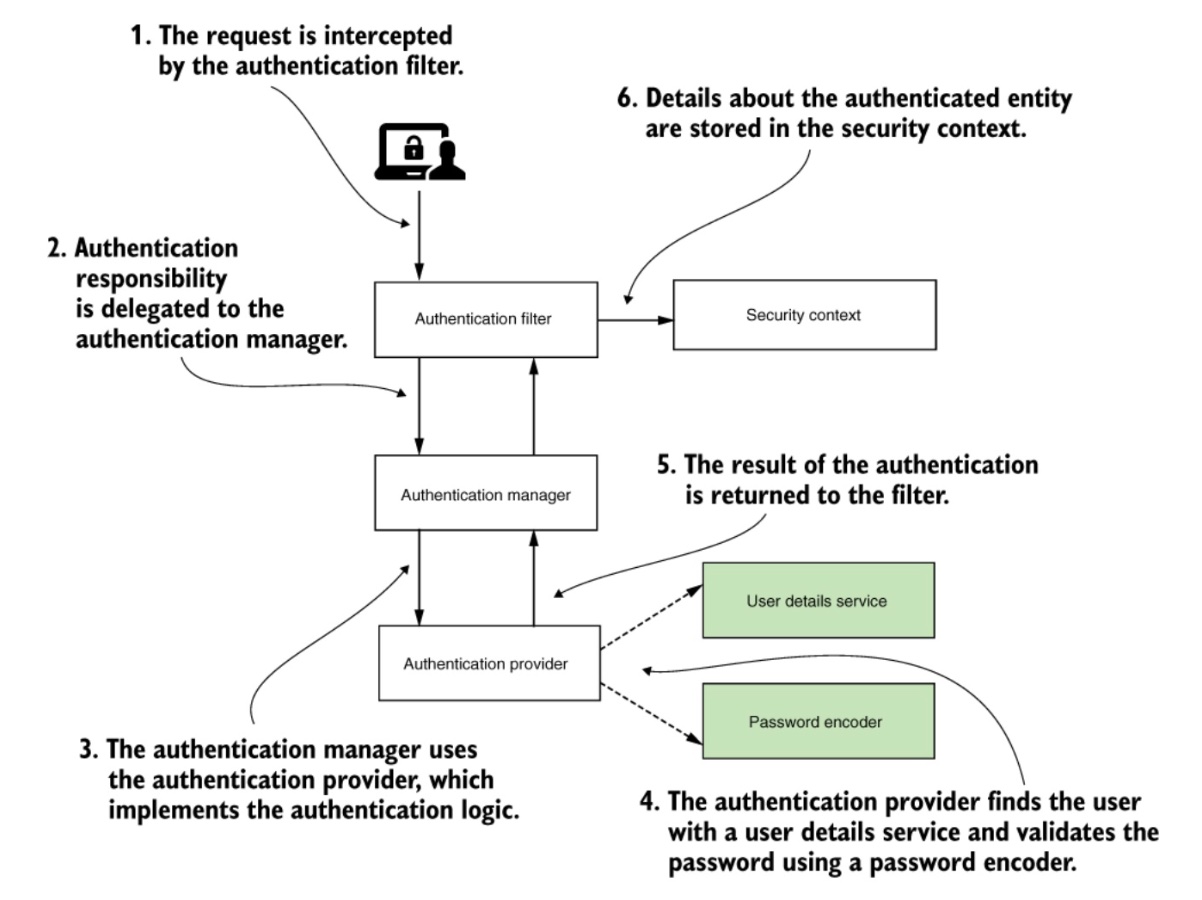 1. The request is intercepted
by the authentication filter.
6. Details about the authenticated entity
are stored in the security context.
2. Authentication
responsibility
is delegated to the
authentication manager.
Authentication filter
Security context
Authentication manager
5. The result of the authentication
is returned to the filter.
User details service
Authentication provider
Password encoder
3. The authentication manager uses
the authentication provider, which
implements the authentication logic.
4. The authentication provider finds the user
with a user details service and validates the
password using a password encoder.